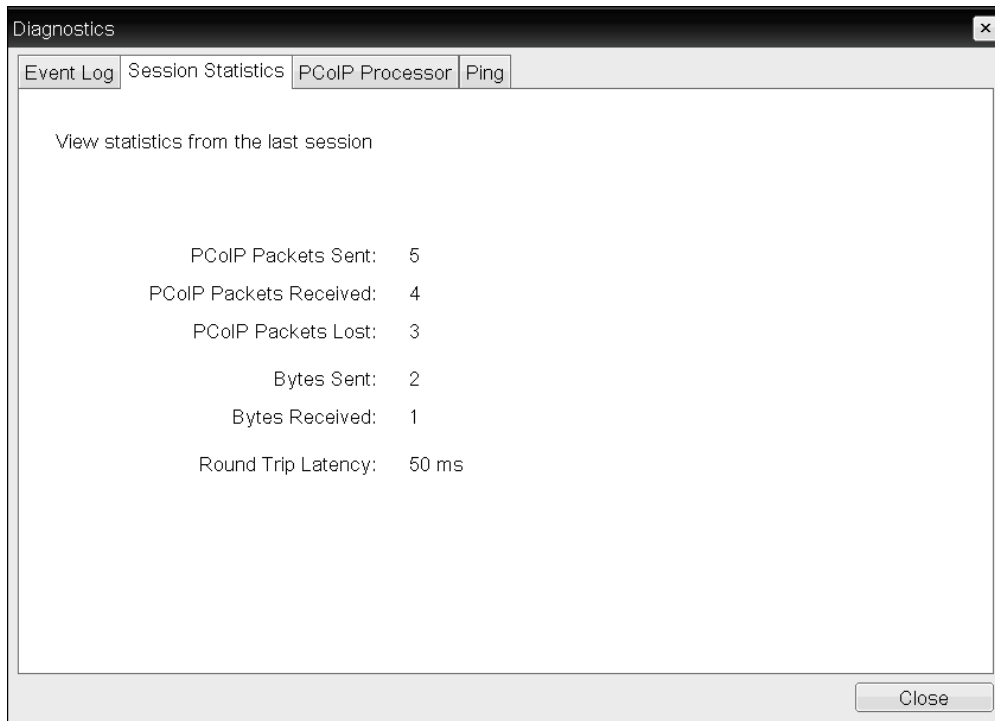 Diagnostics
Event Log Session Statistics PCoIP Processor Ping
View statistics from the last session
PCoIP Packets Sent: 5
PCoIP Packets Received: 4
PCoIP Packets Lost: 3
Bytes Sent: 2
Bytes Received: 1
Round Trip Latency: 50 ms
Close